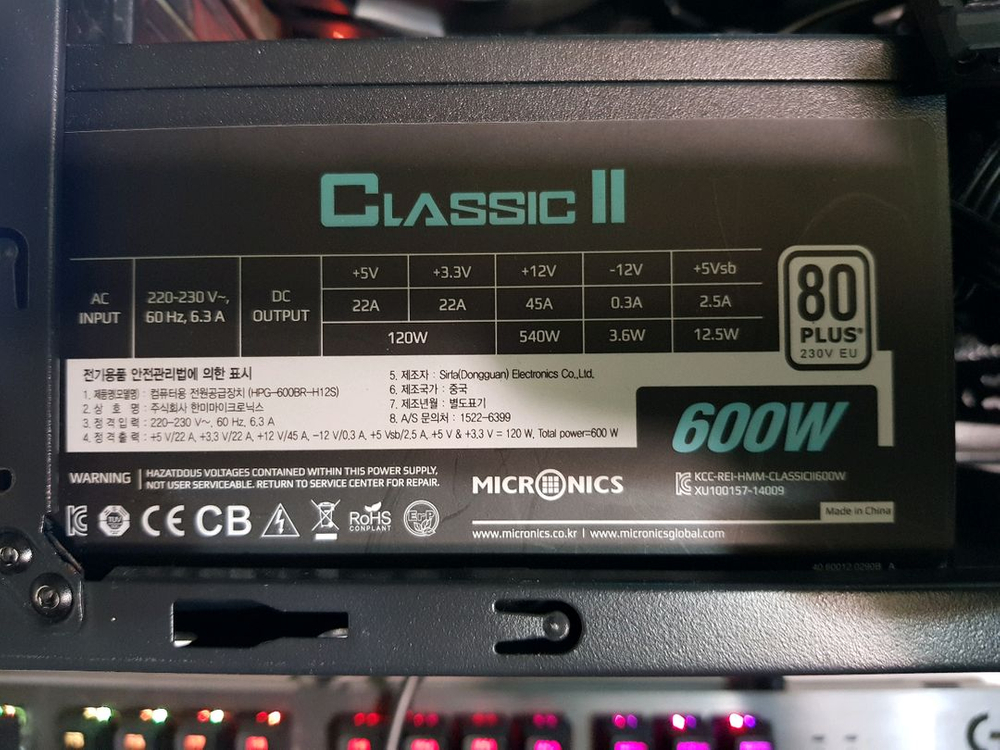 CLASSIC II
+5V +3.3V +12V -12V +5Vsb
AC INPUT 220-230 V~, 60 Hz, 6.3 A DC OUTPUT
22A 22A 45A 0.3A 2.5A
120W 540W 3.6W 12.5W
80
PLUS
230V EU
전기용품 안전관리법에 의한 표시
1. 제품명(모델명) : 컴퓨터용 전원공급장치 (HPG-600BR-H12S)
2. 상 호 명 : 주식회사 한미마이크로닉스
3. 정격입력 : 220-230 V~, 60 Hz, 6.3 A
4. 정격출력 : +5 V/22 A, +3.3 V/22 A, +12 V/45 A, -12 V/0.3 A, +5 Vsb/2.5 A, +5 V & +3.3 V = 120 W, Total power=600 W
5. 제조자 : Sirfa(Dongguan) Electronics Co.,Ltd.
6. 제조국가 : 중국
7. 제조년월 : 별도표기
8. A/S 문의처 : 1522-6399
600W
WARNING
HAZATDOUS VOLTAGES CONTAINED WITHIN THIS POWER SUPPLY,
NOT USER SERVICEABLE. RETURN TO SERVICE CENTER FOR REPAIR.
MICRONICS
KCC-REI-HMM-CLASSICII600W
XU100157-14009
Made in China
TUV CE CB RoHS ErP
COMPLIANT
www.micronics.co.kr | www.micronicsglobal.com
40.60012.0290B_A